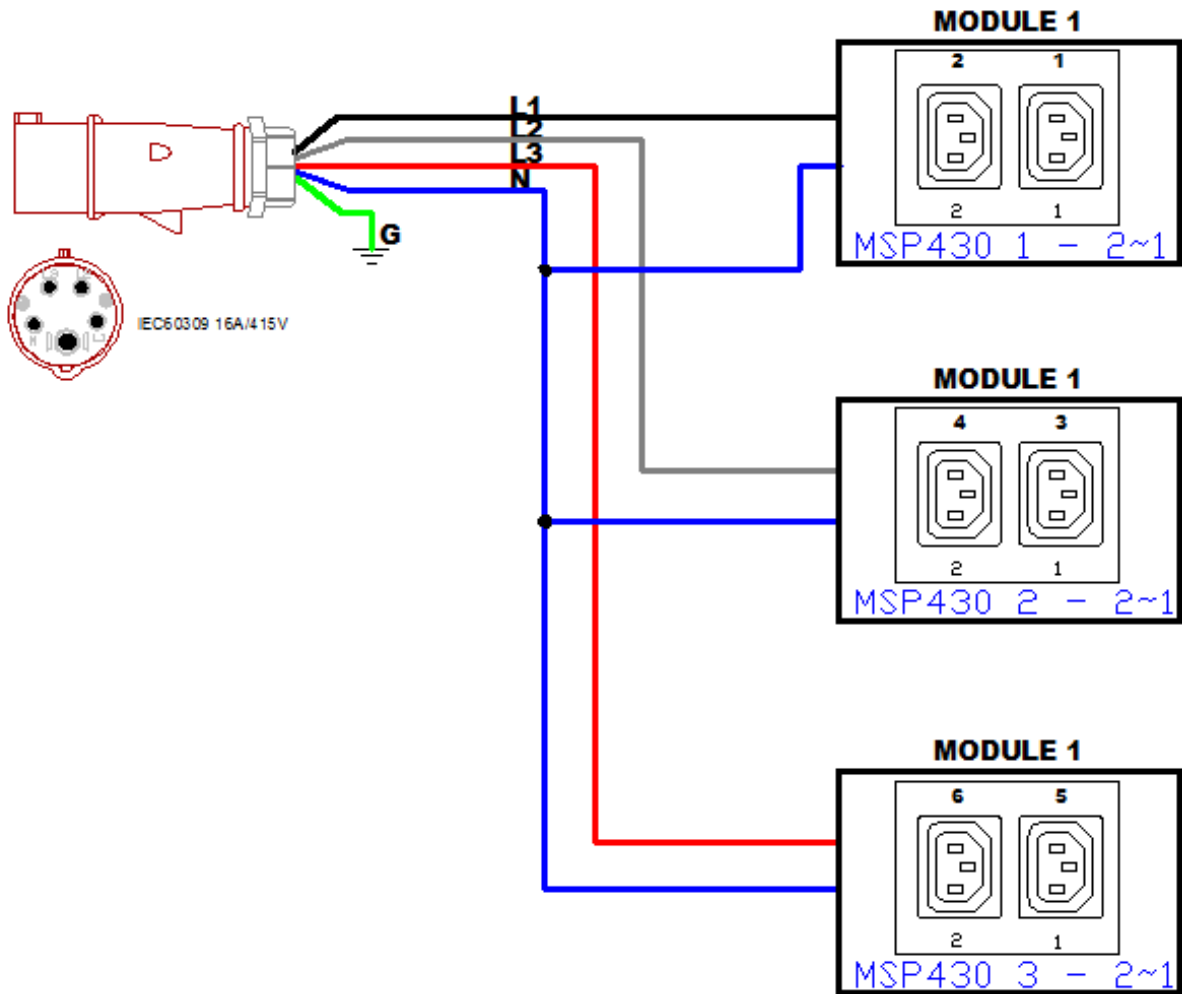 MODULE 1
2 1
2 1
MSP430 1 - 2~1
L1
L2
L3
N
G
IEC60309 16A/415V
MODULE 1
4 3
2 1
MSP430 2 - 2~1
MODULE 1
6 5
2 1
MSP430 3 - 2~1